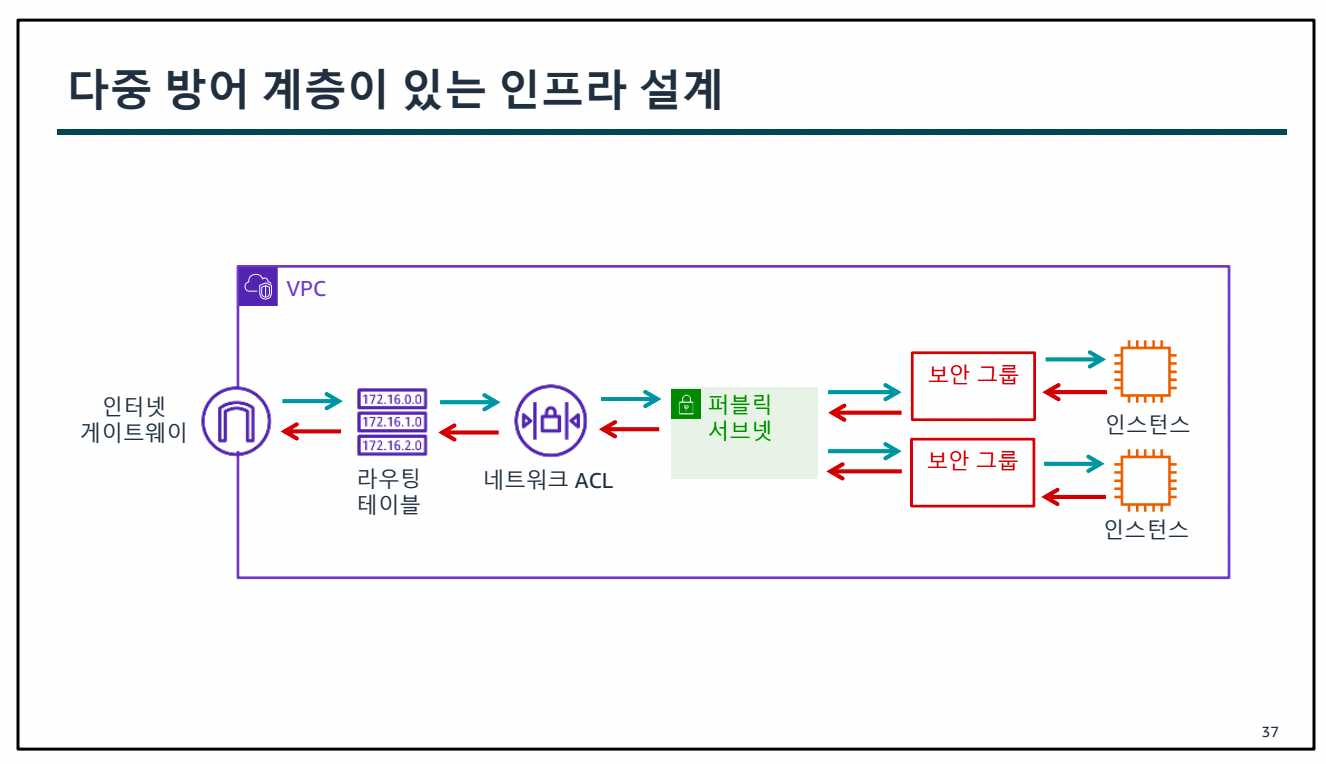 다중 방어 계층이 있는 인프라 설계
VPC
인터넷
게이트웨이
172.16.0.0
172.16.1.0
172.16.2.0
라우팅
테이블
네트워크 ACL
퍼블릭
서브넷
보안 그룹
인스턴스
보안 그룹
인스턴스
37